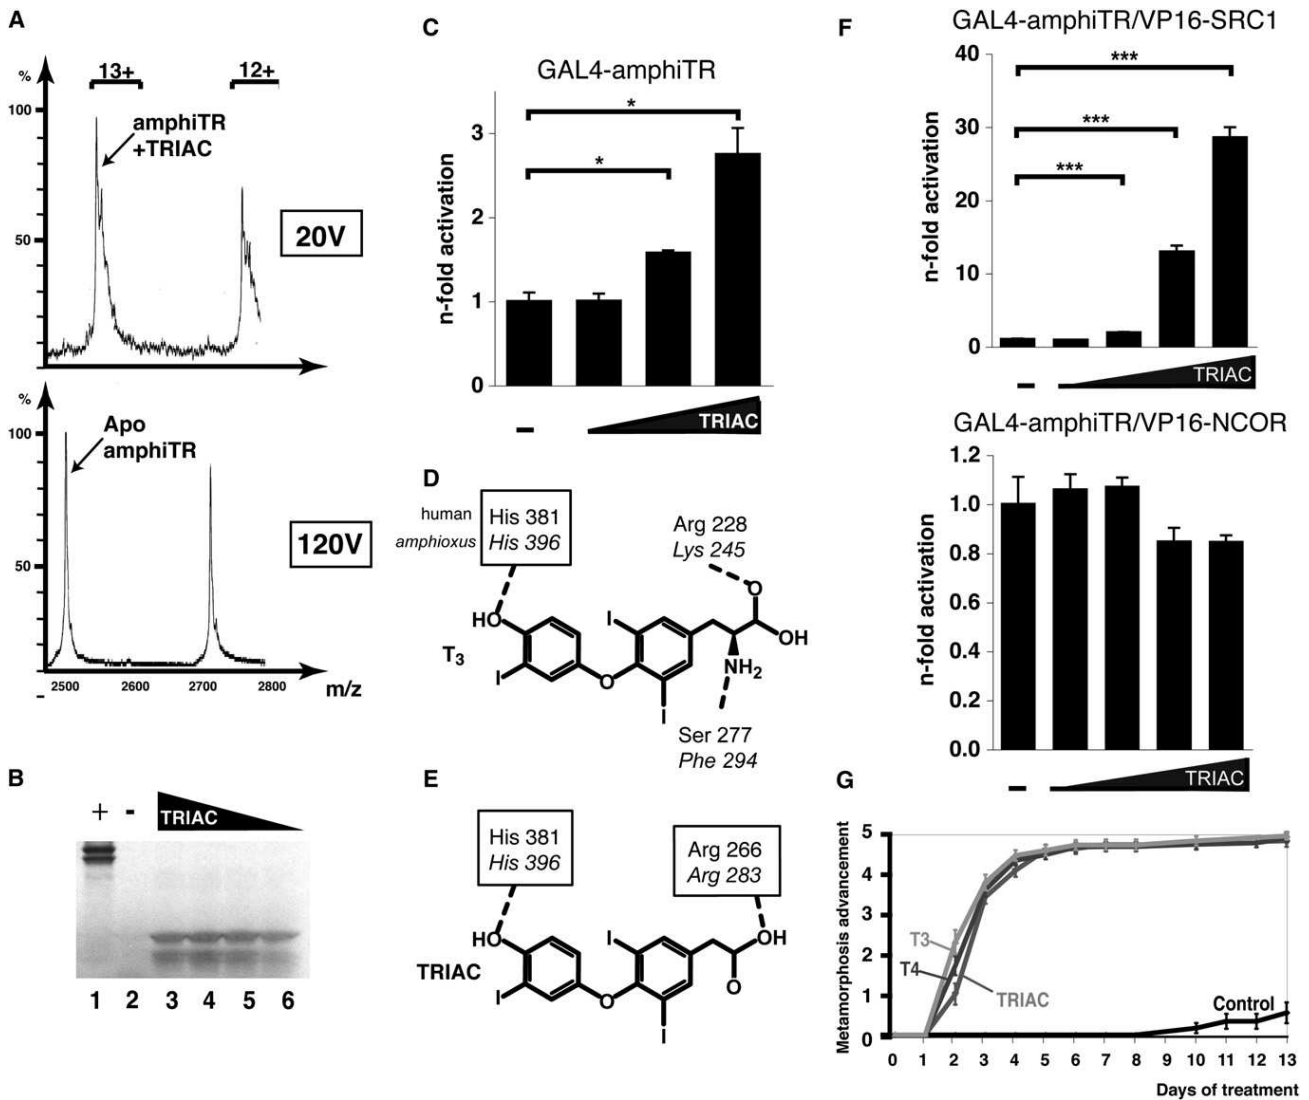 A
%
13+
12+
100
amphiTR
+TRIAC
50
20V
%
100
Apo
amphiTR
120V
50
2500
2600
2700
2800
m/z
B
+
-
TRIAC
1
2
3
4
5
6
C
GAL4-amphiTR
n-fold activation
3
2
1
0
*
*
-
TRIAC
D
human
amphioxus
His 381
His 396
Arg 228
Lys 245
HO
I
I
O
I
O
OH
NH2
T3
Ser 277
Phe 294
E
His 381
His 396
Arg 266
Arg 283
HO
I
I
O
I
OH
O
TRIAC
F
GAL4-amphiTR/VP16-SRC1
n-fold activation
40
30
20
10
0
***
***
***
-
TRIAC
GAL4-amphiTR/VP16-NCOR
n-fold activation
1.2
1.0
0.8
0.6
0.4
0.2
0.0
-
TRIAC
G
Metamorphosis advancement
5
4
3
2
1
0
T3
T4
TRIAC
Control
0 1 2 3 4 5 6 7 8 9 10 11 12 13
Days of treatment